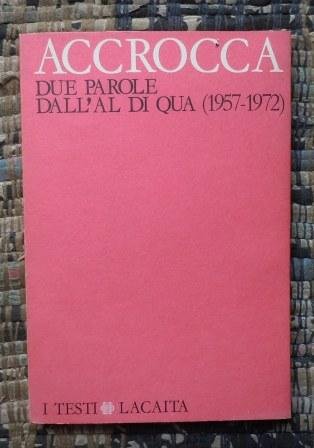 ACCROCCA
DUE PAROLE
DALL'AL DI QUA (1957-1972)
I TESTI LACAITA